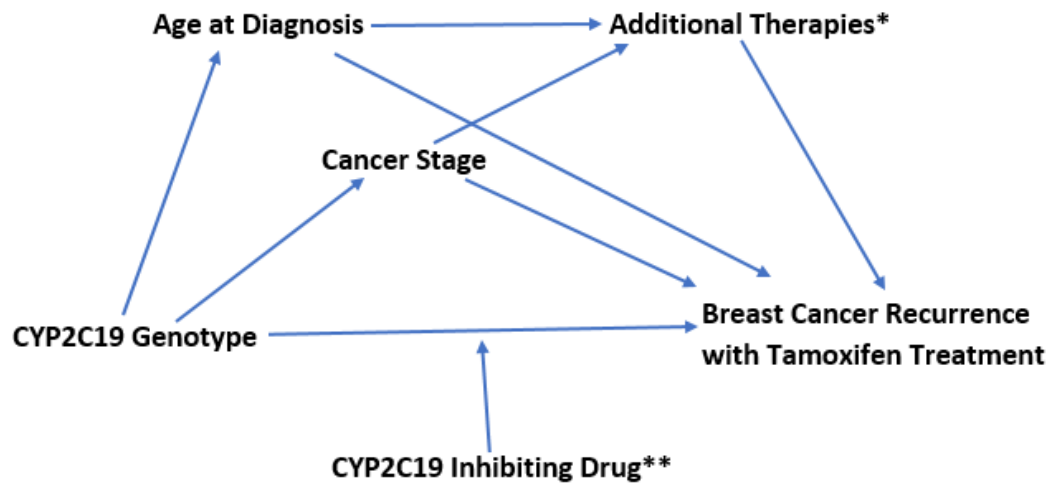 Age at Diagnosis
Additional Therapies*
Cancer Stage
CYP2C19 Genotype
Breast Cancer Recurrence
with Tamoxifen Treatment
CYP2C19 Inhibiting Drug**